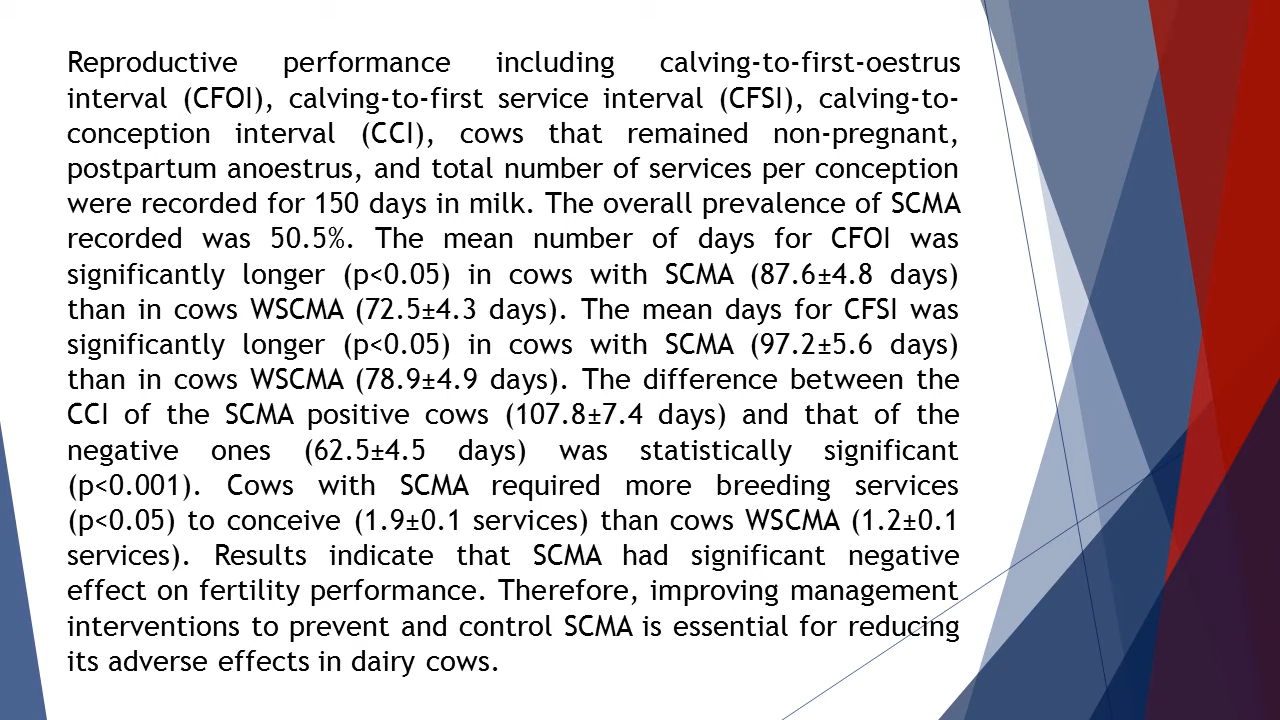 Reproductive performance including calving-to-first-oestrus
interval (CFOI), calving-to-first service interval (CFSI), calving-to-
conception interval (CCI), cows that remained non-pregnant,
postpartum anoestrus, and total number of services per conception
were recorded for 150 days in milk. The overall prevalence of SCMA
recorded was 50.5%. The mean number of days for CFOI was
significantly longer (p<0.05) in cows with SCMA (87.6±4.8 days)
than in cows WSCMA (72.5±4.3 days). The mean days for CFSI was
significantly longer (p<0.05) in cows with SCMA (97.2±5.6 days)
than in cows WSCMA (78.9±4.9 days). The difference between the
CCI of the SCMA positive cows (107.8±7.4 days) and that of the
negative ones (62.5±4.5 days) was statistically significant
(p<0.001). Cows with SCMA required more breeding services
(p<0.05) to conceive (1.9±0.1 services) than cows WSCMA (1.2±0.1
services). Results indicate that SCMA had significant negative
effect on fertility performance. Therefore, improving management
interventions to prevent and control SCMA is essential for reducing
its adverse effects in dairy cows.